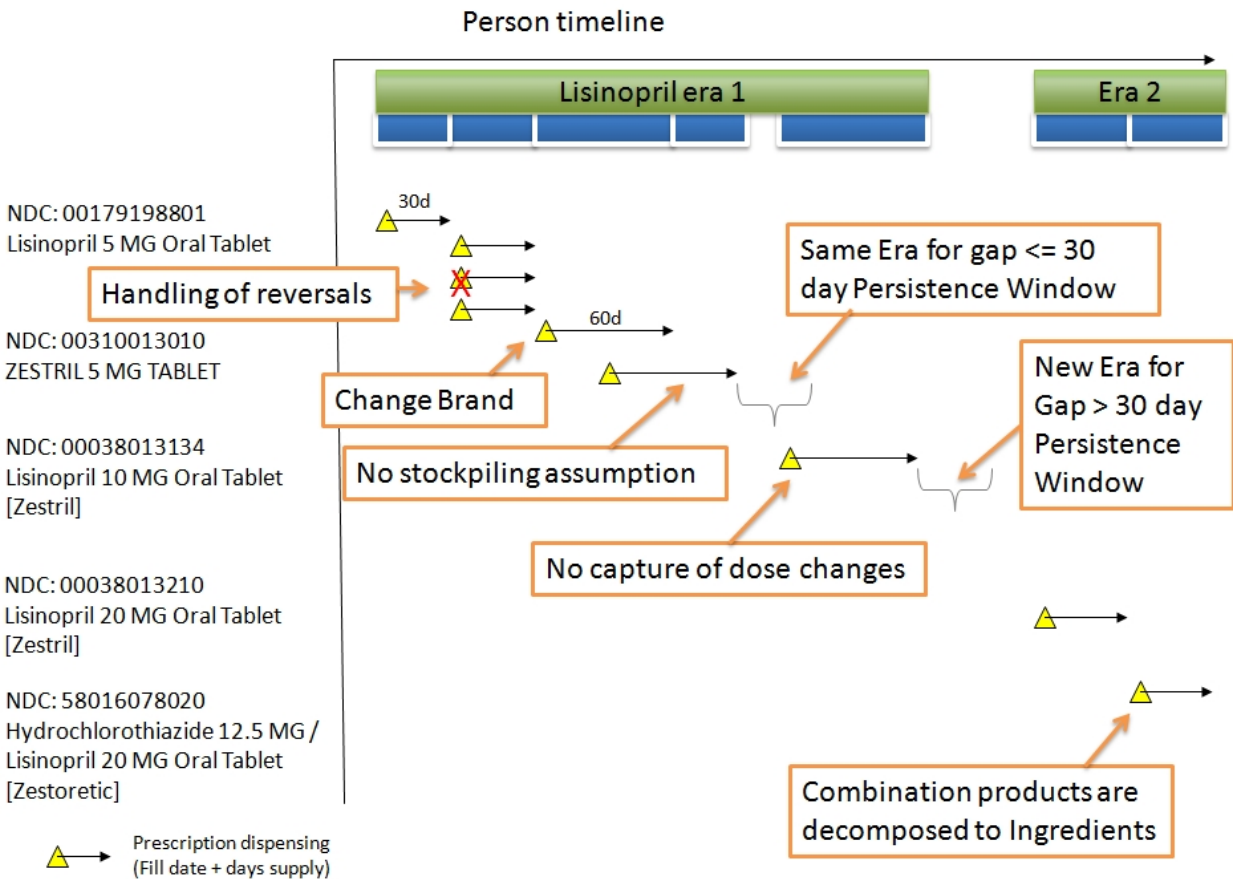 Person timeline
Lisinopril era 1
Era 2
NDC: 00179198801
Lisinopril 5 MG Oral Tablet
30d
Handling of reversals
Same Era for gap <= 30
day Persistence Window
NDC: 00310013010
ZESTRIL 5 MG TABLET
60d
Change Brand
New Era for
Gap > 30 day
Persistence
Window
NDC: 00038013134
Lisinopril 10 MG Oral Tablet
[Zestril]
No stockpiling assumption
No capture of dose changes
NDC: 00038013210
Lisinopril 20 MG Oral Tablet
[Zestril]
NDC: 58016078020
Hydrochlorothiazide 12.5 MG /
Lisinopril 20 MG Oral Tablet
[Zestoretic]
Combination products are
decomposed to Ingredients
Prescription dispensing
(Fill date + days supply)